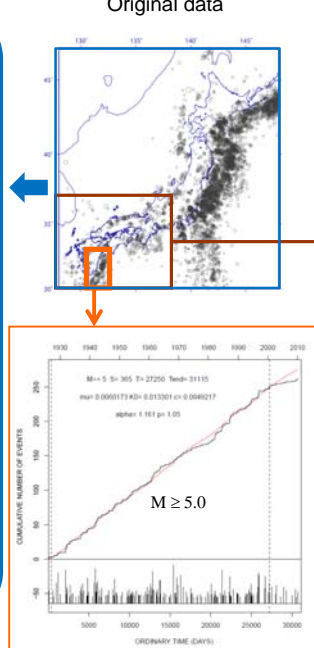 Original data
130° 135° 140° 145°
45°
40°
35°
30°
1930 1940 1950 1960 1970 1980 1990 2000 2010
M>= 5 S= 365 T= 27250 Tend= 31115
mu= 0.0060173 K0= 0.013301 c= 0.0049217
alpha= 1.161 p= 1.05
M ≥ 5.0
CUMULATIVE NUMBER OF EVENTS
250
200
150
100
50
0
-50
5000 10000 15000 20000 25000 30000
ORDINARY TIME (DAYS)